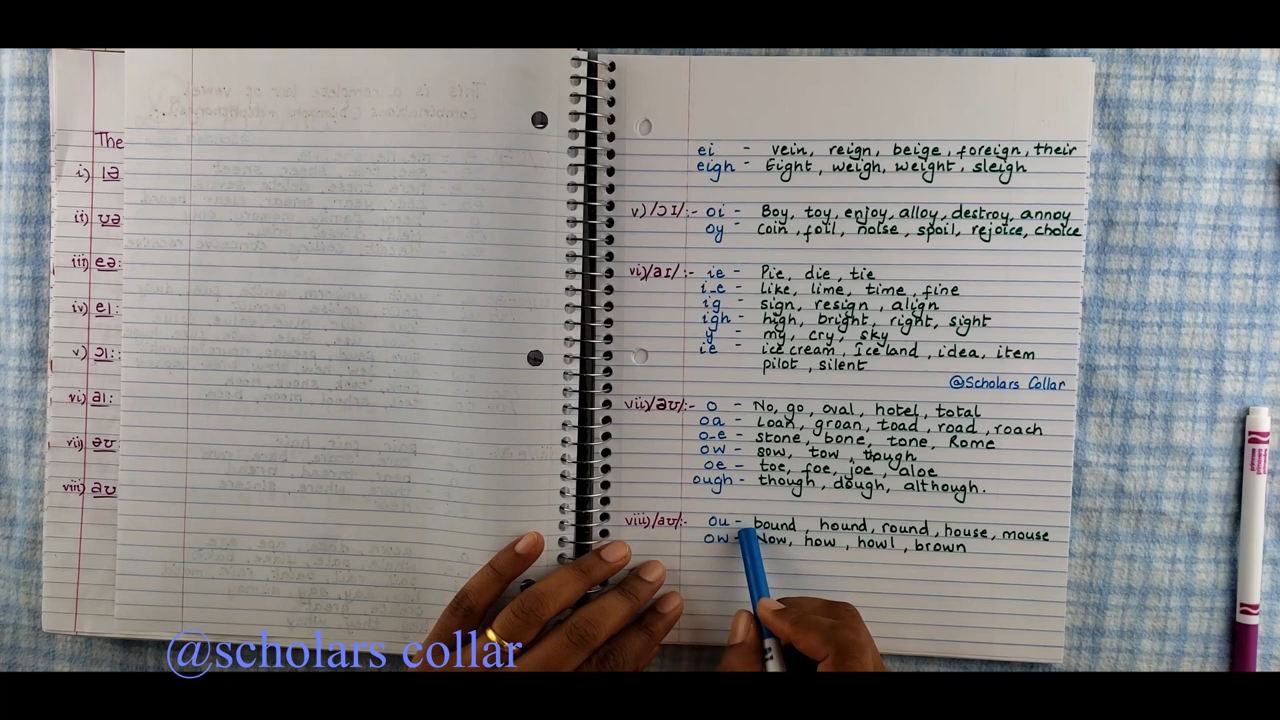 The
i) ɪə
ii) ʊə
iii) eə:
iv) eɪ:
v) ɔɪ:
vi) aɪ:
vii) əʊ
viii) aʊ
ei - vein, reign, beige, foreign, their
eigh - Eight, weigh, weight, sleigh
v) /ɔɪ/:- oi - Boy, toy, enjoy, alloy, destroy, annoy
oy - coin, foil, noise, spoil, rejoice, choice
vi) /aɪ/:- ie - Pie, die, tie
i_e - like, lime, time, fine
ig - sign, resign, align
igh - high, bright, right, sight
y - my, cry, sky
ie - ice cream, Iceland, idea, item
pilot, silent
@Scholars Collar
vii) /əʊ/:- o - No, go, oval, hotel, total
oa - Loan, groan, toad, road, roach
o_e - stone, bone, tone, Rome
ow - sow, tow,
oe - toe, foe, joe, aloe
ough - though, dough, although.
viii) /aʊ/:- ou - bound, hound, round, house, mouse
ow - Now, how, howl, brown
@scholars collar